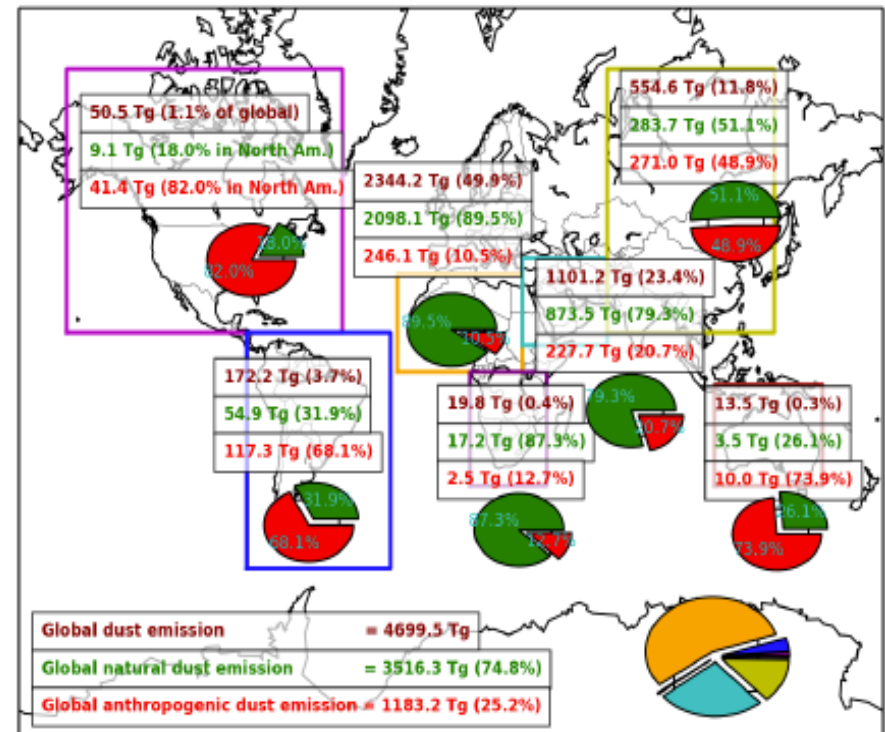 50.5 Tg (1.1% of global)
9.1 Tg (18.0% in North Am.)
41.4 Tg (82.0% in North Am.)
18.0%
82.0%
2344.2 Tg (49.9%)
2098.1 Tg (89.5%)
246.1 Tg (10.5%)
89.5%
10.5%
554.6 Tg (11.8%)
283.7 Tg (51.1%)
271.0 Tg (48.9%)
51.1%
48.9%
1101.2 Tg (23.4%)
873.5 Tg (79.3%)
227.7 Tg (20.7%)
79.3%
20.7%
172.2 Tg (3.7%)
54.9 Tg (31.9%)
117.3 Tg (68.1%)
31.9%
68.1%
19.8 Tg (0.4%)
17.2 Tg (87.3%)
2.5 Tg (12.7%)
87.3%
12.7%
13.5 Tg (0.3%)
3.5 Tg (26.1%)
10.0 Tg (73.9%)
26.1%
73.9%
Global dust emission = 4699.5 Tg
Global natural dust emission = 3516.3 Tg (74.8%)
Global anthropogenic dust emission = 1183.2 Tg (25.2%)